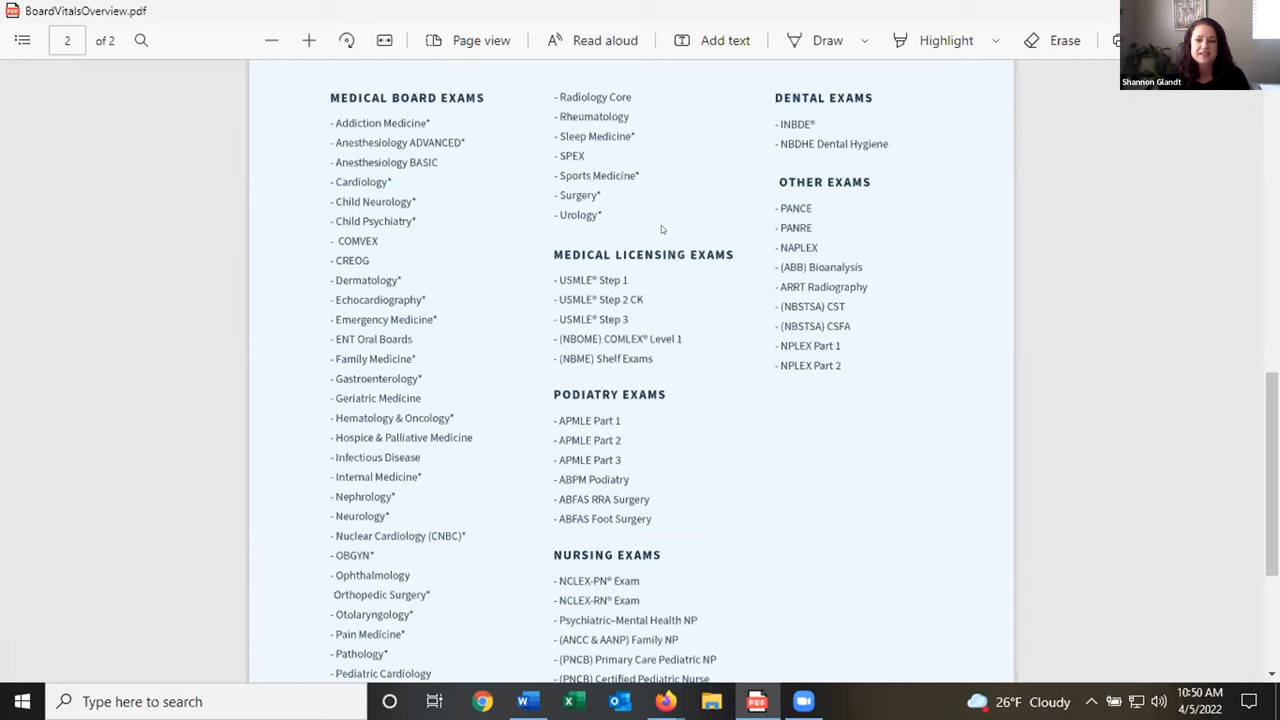 BoardVitalsOverview.pdf
2 of 2
Page view
Read aloud
Add text
Draw
Highlight
Erase
Shannon Glandt
MEDICAL BOARD EXAMS
- Addiction Medicine*
- Anesthesiology ADVANCED*
- Anesthesiology BASIC
- Cardiology*
- Child Neurology*
- Child Psychiatry*
- COMVEX
- CREOG
- Dermatology*
- Echocardiography*
- Emergency Medicine*
- ENT Oral Boards
- Family Medicine*
- Gastroenterology*
- Geriatric Medicine
- Hematology & Oncology*
- Hospice & Palliative Medicine
- Infectious Disease
- Internal Medicine*
- Nephrology*
- Neurology*
- Nuclear Cardiology (CNBC)*
- OBGYN*
- Ophthalmology
Orthopedic Surgery*
- Otolaryngology*
- Pain Medicine*
- Pathology*
- Pediatric Cardiology
- Radiology Core
- Rheumatology
- Sleep Medicine*
- SPEX
- Sports Medicine*
- Surgery*
- Urology*
MEDICAL LICENSING EXAMS
- USMLE® Step 1
- USMLE® Step 2 CK
- USMLE® Step 3
- (NBOME) COMLEX® Level 1
- (NBME) Shelf Exams
PODIATRY EXAMS
- APMLE Part 1
- APMLE Part 2
- APMLE Part 3
- ABPM Podiatry
- ABFAS RRA Surgery
- ABFAS Foot Surgery
NURSING EXAMS
- NCLEX-PN® Exam
- NCLEX-RN® Exam
- Psychiatric–Mental Health NP
- (ANCC & AANP) Family NP
- (PNCB) Primary Care Pediatric NP
- (PNCB) Certified Pediatric Nurse
DENTAL EXAMS
- INBDE®
- NBDHE Dental Hygiene
OTHER EXAMS
- PANCE
- PANRE
- NAPLEX
- (ABB) Bioanalysis
- ARRT Radiography
- (NBSTSA) CST
- (NBSTSA) CSFA
- NPLEX Part 1
- NPLEX Part 2
Type here to search
26°F Cloudy
10:50 AM
4/5/2022